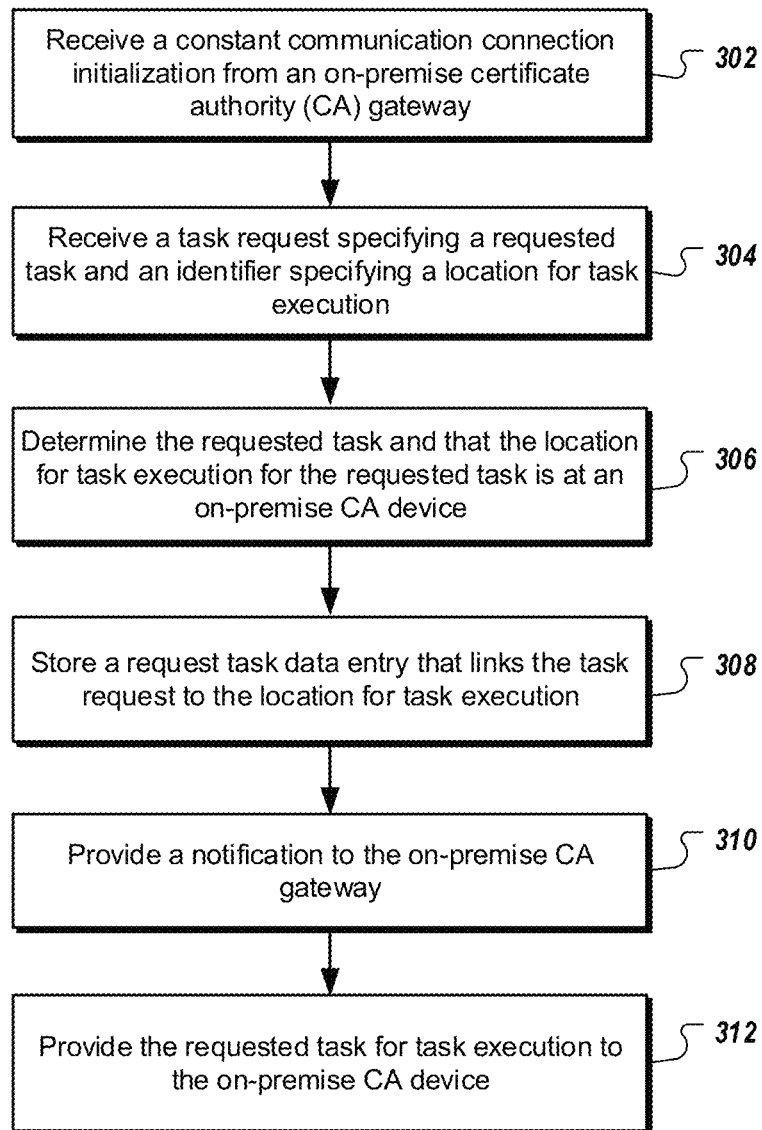 Receive a constant communication connection
initialization from an on-premise certificate
authority (CA) gateway
302
Receive a task request specifying a requested
task and an identifier specifying a location for task
execution
304
Determine the requested task and that the location
for task execution for the requested task is at an
on-premise CA device
306
Store a request task data entry that links the task
request to the location for task execution
308
Provide a notification to the on-premise CA
gateway
310
Provide the requested task for task execution to
the on-premise CA device
312